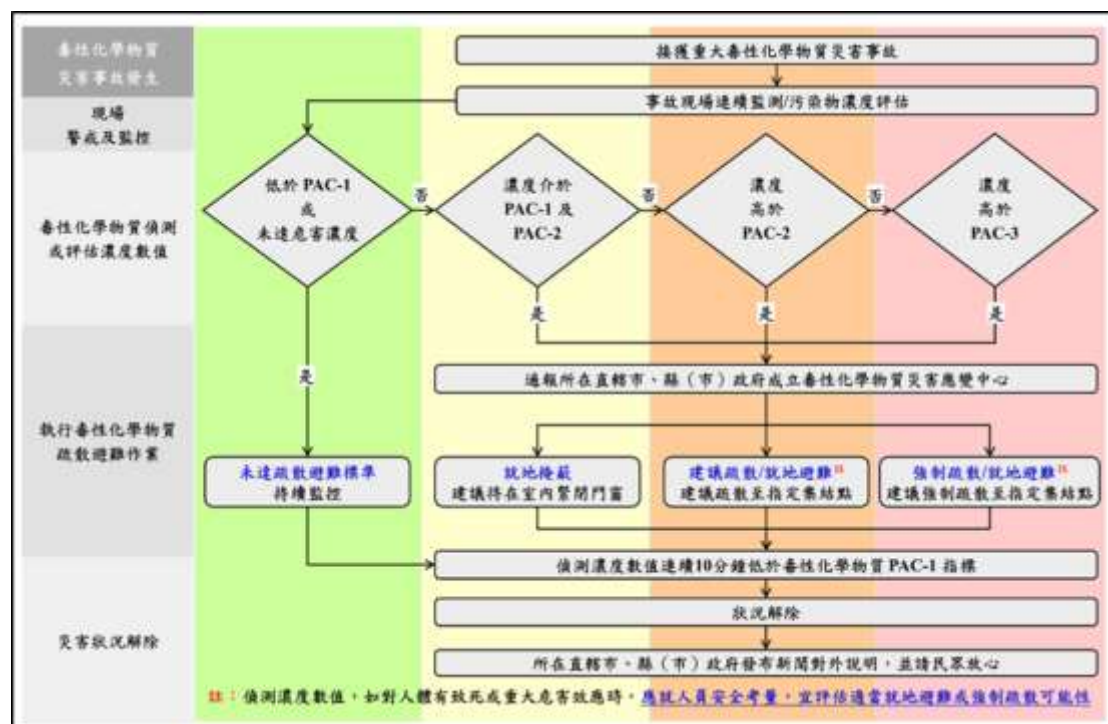 毒性化學物質
災害事故發生
接獲重大毒性化學物質災害事故
事故現場連續監測/污染物濃度評估
現場
警戒及監控
毒性化學物質偵測
或評估濃度數值
低於 PAC-1
或
未達危害濃度
否
濃度介於
PAC-1 及
PAC-2
否
濃度
高於
PAC-2
否
濃度
高於
PAC-3
是
是
是
是
通報所在直轄市、縣（市）政府成立毒性化學物質災害應變中心
執行毒性化學物質
疏散避難作業
未達疏散避難標準
持續監控
就地掩蔽
建議待在室內緊閉門窗
建議疏散/就地避難註
建議疏散至指定集結點
強制疏散/就地避難註
建議強制疏散至指定集結點
偵測濃度數值連續10分鐘低於毒性化學物質 PAC-1 指標
狀況解除
災害狀況解除
所在直轄市、縣（市）政府發布新聞對外說明，並請民眾放心
註：偵測濃度數值，如對人體有致死或重大危害效應時，應就人員安全考量，宜評估適當就地避難或強制疏散可能性